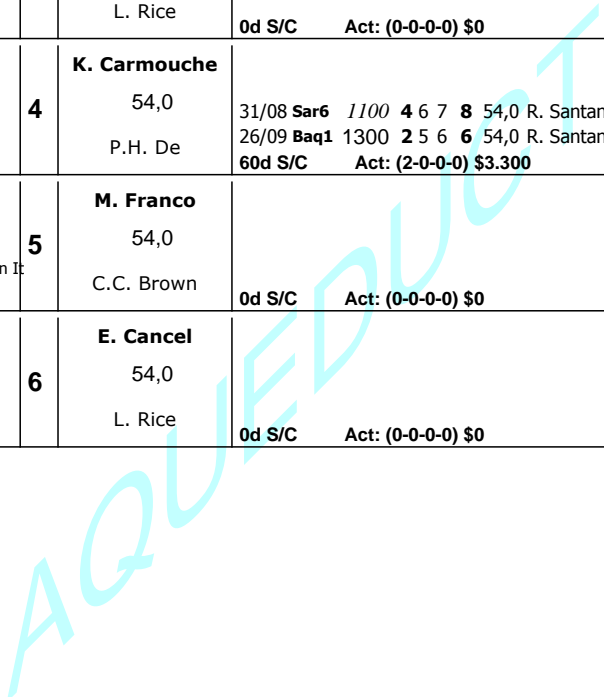 L. Rice
0d S/C Act: (0-0-0-0) $0
K. Carmouche
4
54,0
31/08 Sar6 1100 4 6 7 8 54,0 R. Santan
26/09 Baq1 1300 2 5 6 6 54,0 R. Santan
P.H. De
60d S/C Act: (2-0-0-0) $3.300
M. Franco
5
54,0
n It
C.C. Brown
0d S/C Act: (0-0-0-0) $0
E. Cancel
6
54,0
L. Rice
0d S/C Act: (0-0-0-0) $0
AQUEDUCT